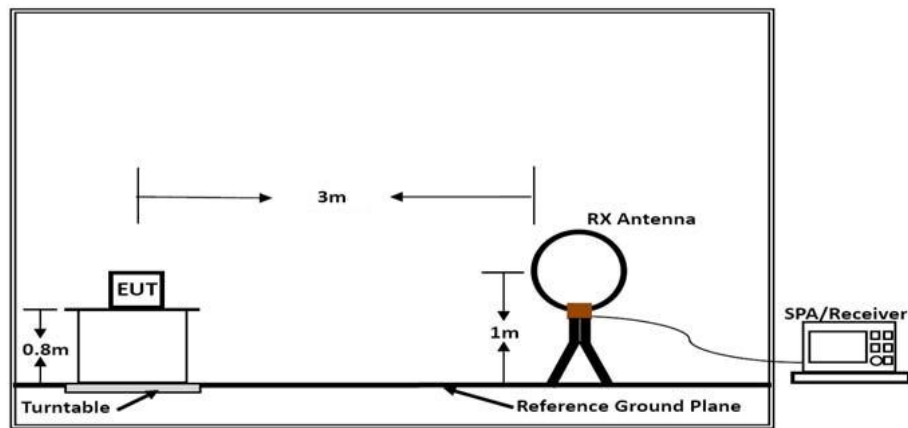 3m
RX Antenna
EUT
SPA/Receiver
1m
0.8m
Turntable
Reference Ground Plane